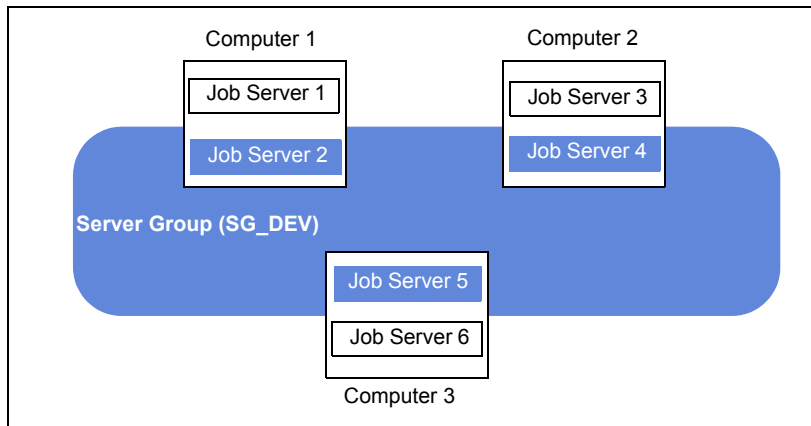 Computer 1
Computer 2
Job Server 1
Job Server 3
Job Server 2
Job Server 4
Server Group (SG_DEV)
Job Server 5
Job Server 6
Computer 3